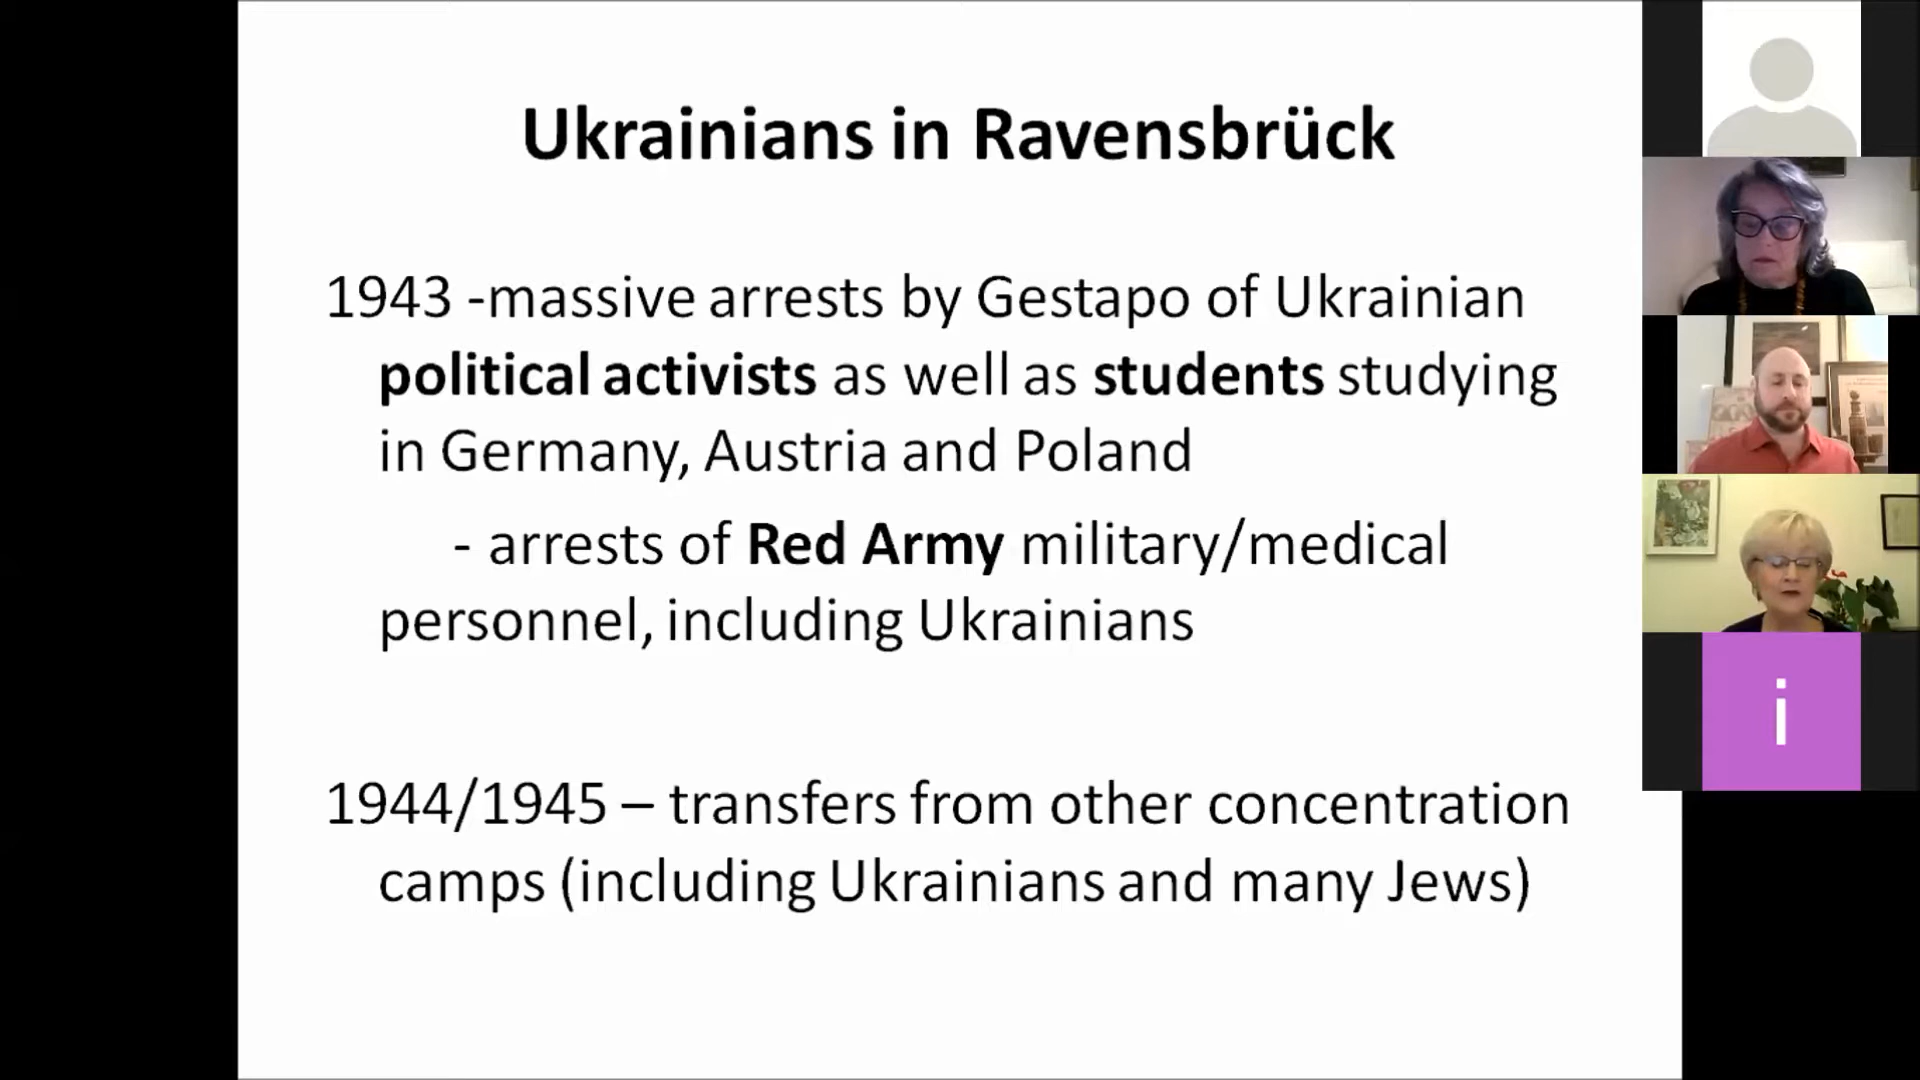 Ukrainians in Ravensbrück
1943 -massive arrests by Gestapo of Ukrainian
political activists as well as students studying
in Germany, Austria and Poland
- arrests of Red Army military/medical
personnel, including Ukrainians
1944/1945 – transfers from other concentration
camps (including Ukrainians and many Jews)
i